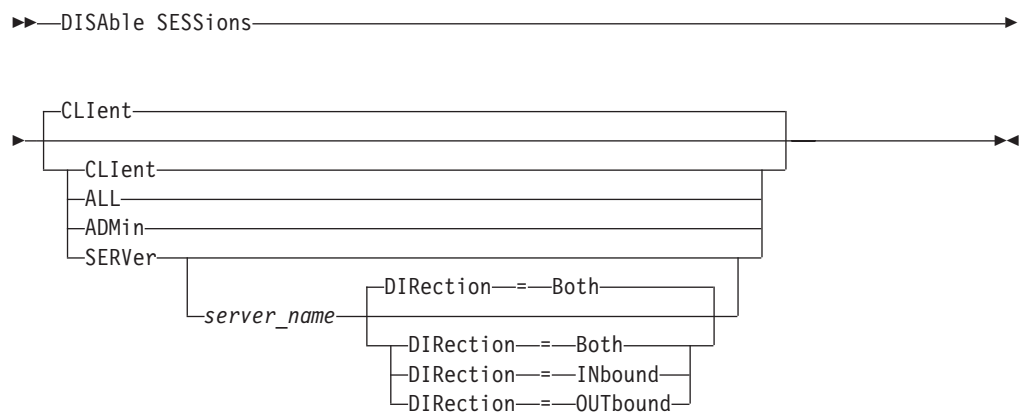 DISAble SESSions
CLIent
CLIent
ALL
ADMin
SERVer
DIRection = Both
server_name
DIRection = Both
DIRection = INbound
DIRection = OUTbound